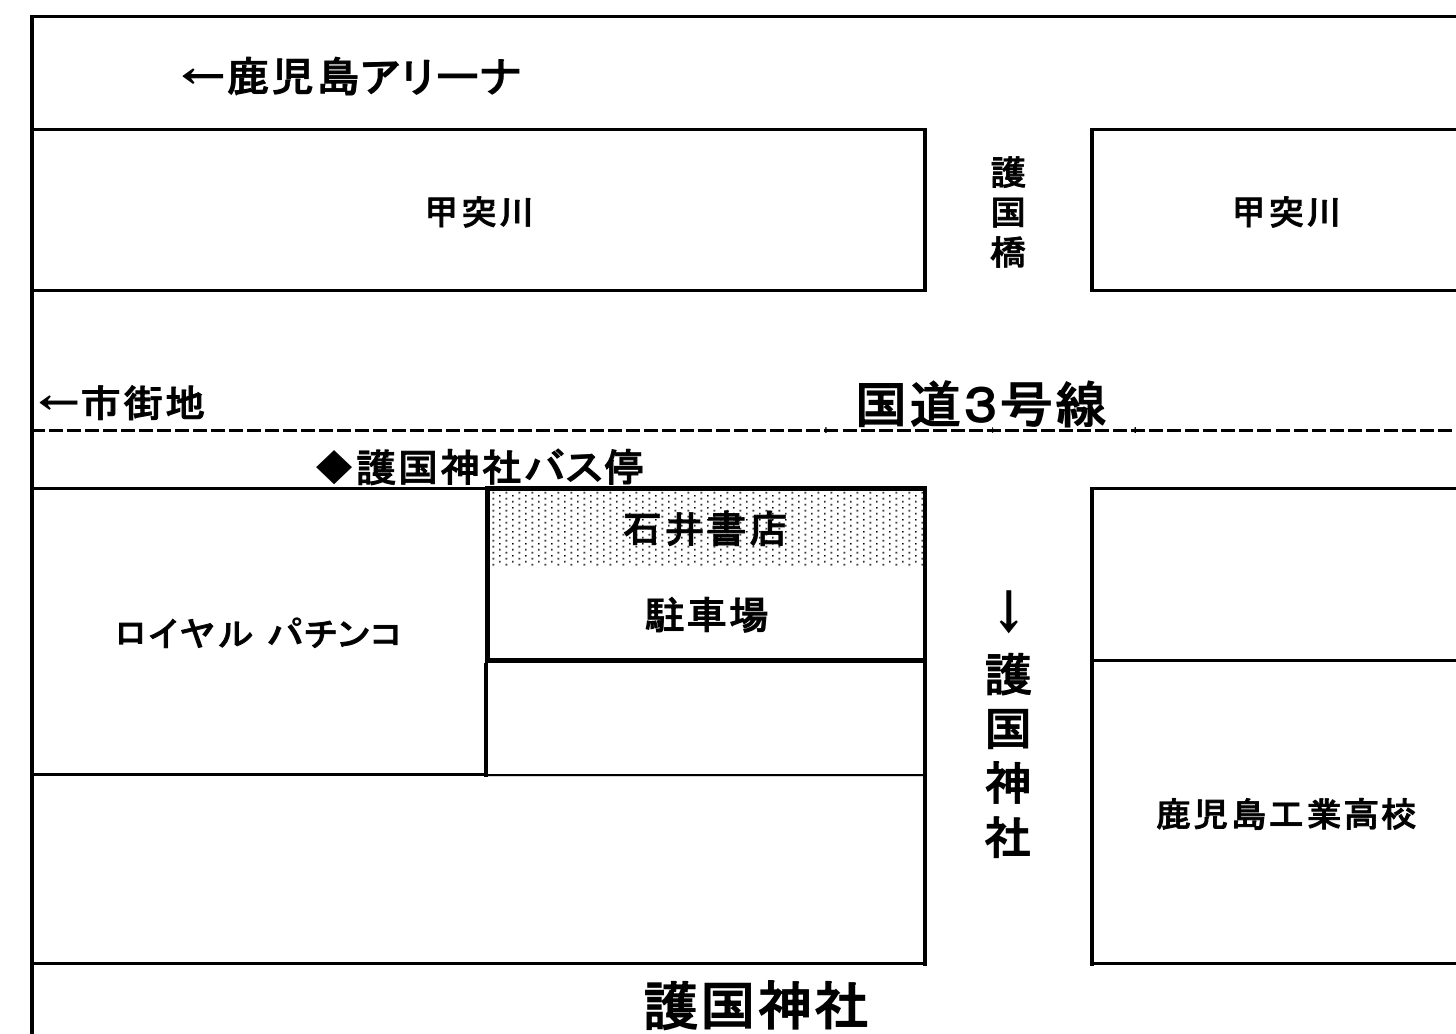 ←鹿児島アリーナ
甲突川
護国橋
甲突川
←市街地
国道3号線
◆護国神社バス停
石井書店
駐車場
ロイヤル パチンコ
↓護国神社
鹿児島工業高校
護国神社